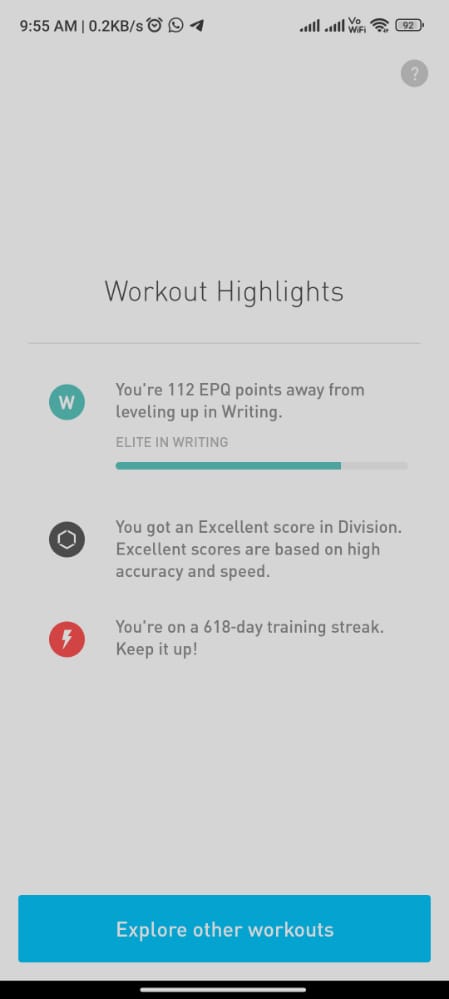 9:55 AM | 0.2KB/s
Vo
WiFi
92
?
Workout Highlights
W
You're 112 EPQ points away from
leveling up in Writing.
ELITE IN WRITING
You got an Excellent score in Division.
Excellent scores are based on high
accuracy and speed.
You're on a 618-day training streak.
Keep it up!
Explore other workouts